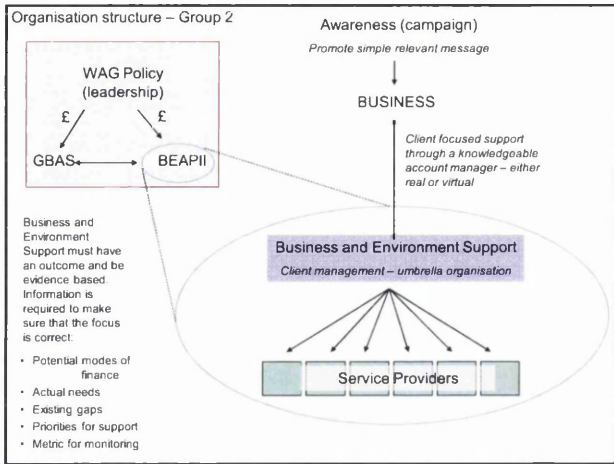 Organisation structure – Group 2
WAG Policy
(leadership)
£ £
GBAS
BEAPII
Business and
Environment
Support must have
an outcome and be
evidence based.
Information is
required to make
sure that the focus
is correct:
• Potential modes of
finance
• Actual needs
• Existing gaps
• Priorities for support
• Metric for monitoring
Awareness (campaign)
Promote simple relevant message
BUSINESS
Client focused support
through a knowledgeable
account manager – either
real or virtual
Business and Environment Support
Client management – umbrella organisation
Service Providers